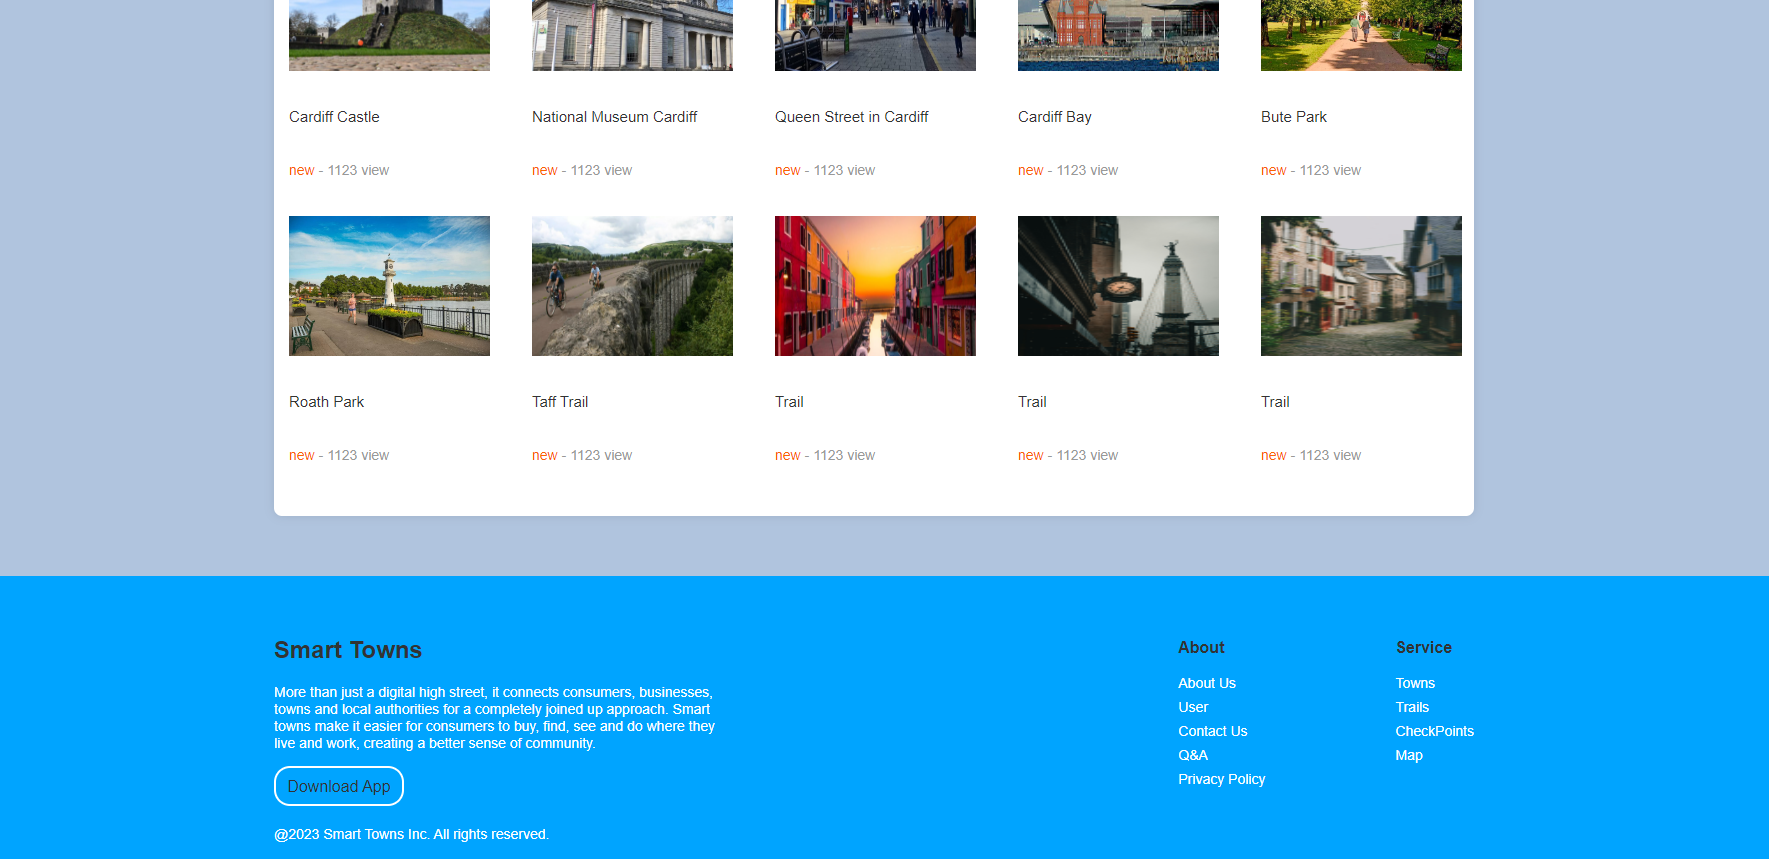 Cardiff Castle
National Museum Cardiff
Queen Street in Cardiff
Cardiff Bay
Bute Park
new - 1123 view
new - 1123 view
new - 1123 view
new - 1123 view
new - 1123 view
Roath Park
Taff Trail
Trail
Trail
Trail
new - 1123 view
new - 1123 view
new - 1123 view
new - 1123 view
new - 1123 view
Smart Towns
More than just a digital high street, it connects consumers, businesses,
towns and local authorities for a completely joined up approach. Smart
towns make it easier for consumers to buy, find, see and do where they
live and work, creating a better sense of community.
Download App
@2023 Smart Towns Inc. All rights reserved.
About
About Us
User
Contact Us
Q&A
Privacy Policy
Service
Towns
Trails
CheckPoints
Map